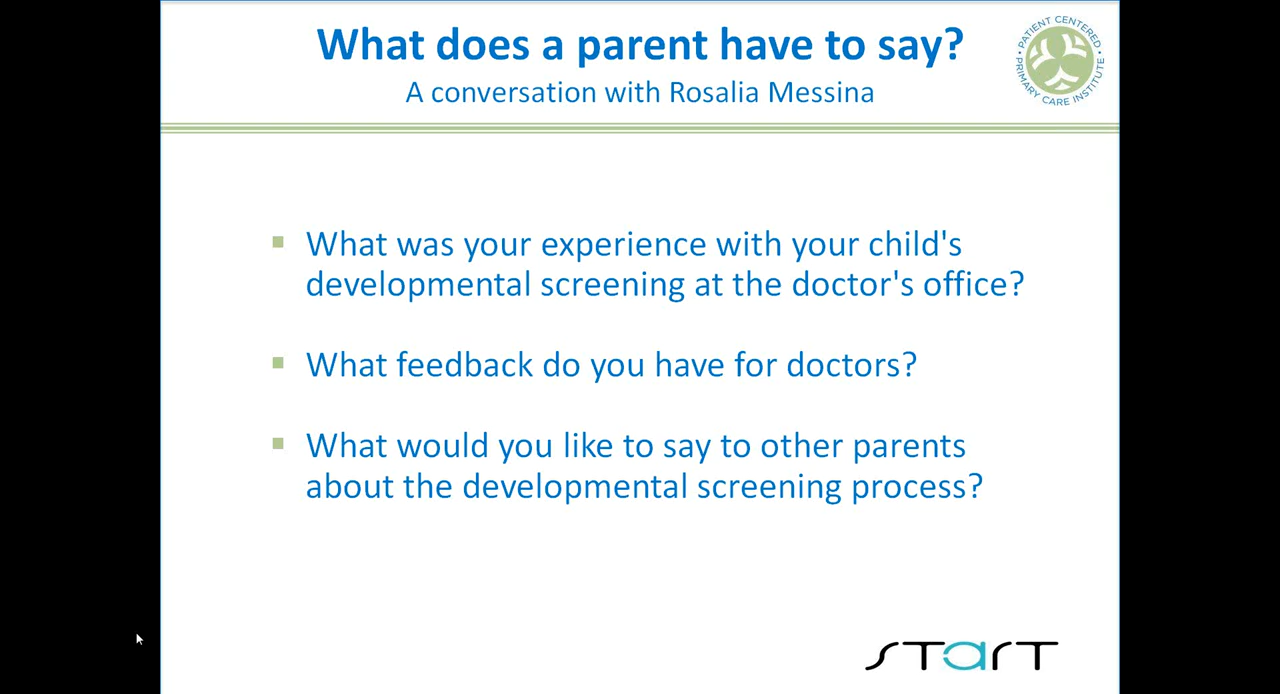 What does a parent have to say?
A conversation with Rosalia Messina
• PATIENT CENTERED •
PRIMARY CARE INSTITUTE
What was your experience with your child's
developmental screening at the doctor's office?
What feedback do you have for doctors?
What would you like to say to other parents
about the developmental screening process?
START